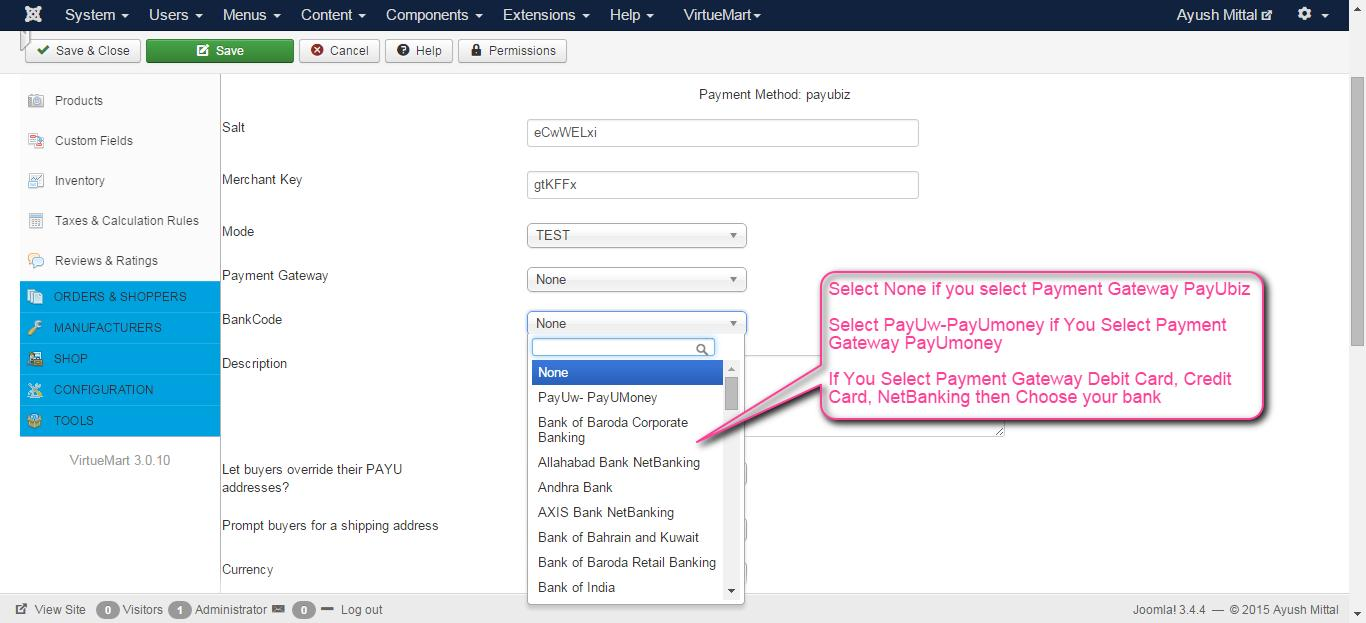 System Users Menus Content Components Extensions Help VirtueMart Ayush Mittal
Save & Close Save Cancel Help Permissions
Products
Custom Fields
Inventory
Taxes & Calculation Rules
Reviews & Ratings
ORDERS & SHOPPERS
MANUFACTURERS
SHOP
CONFIGURATION
TOOLS
VirtueMart 3.0.10
Payment Method: payubiz
Salt eCwWELxi
Merchant Key gtKFFx
Mode TEST
Payment Gateway None
BankCode None
None
PayUw- PayUMoney
Bank of Baroda Corporate
Banking
Allahabad Bank NetBanking
Andhra Bank
AXIS Bank NetBanking
Bank of Bahrain and Kuwait
Bank of Baroda Retail Banking
Bank of India
Description
Let buyers override their PAYU
addresses?
Prompt buyers for a shipping address
Currency
Select None if you select Payment Gateway PayUbiz
Select PayUw-PayUmoney if You Select Payment
Gateway PayUmoney
If You Select Payment Gateway Debit Card, Credit
Card, NetBanking then Choose your bank
View Site 0 Visitors 1 Administrator 0 Log out Joomla! 3.4.4 — © 2015 Ayush Mittal